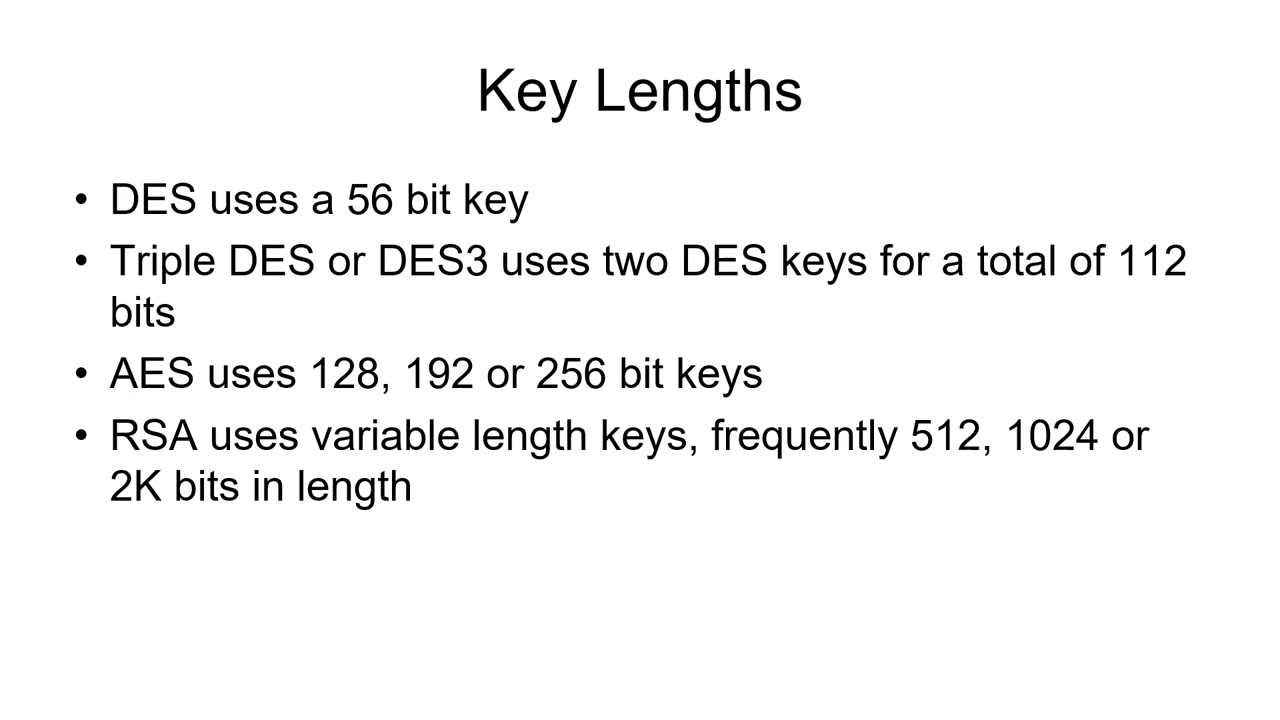 Key Lengths
• DES uses a 56 bit key
• Triple DES or DES3 uses two DES keys for a total of 112
bits
• AES uses 128, 192 or 256 bit keys
• RSA uses variable length keys, frequently 512, 1024 or
2K bits in length